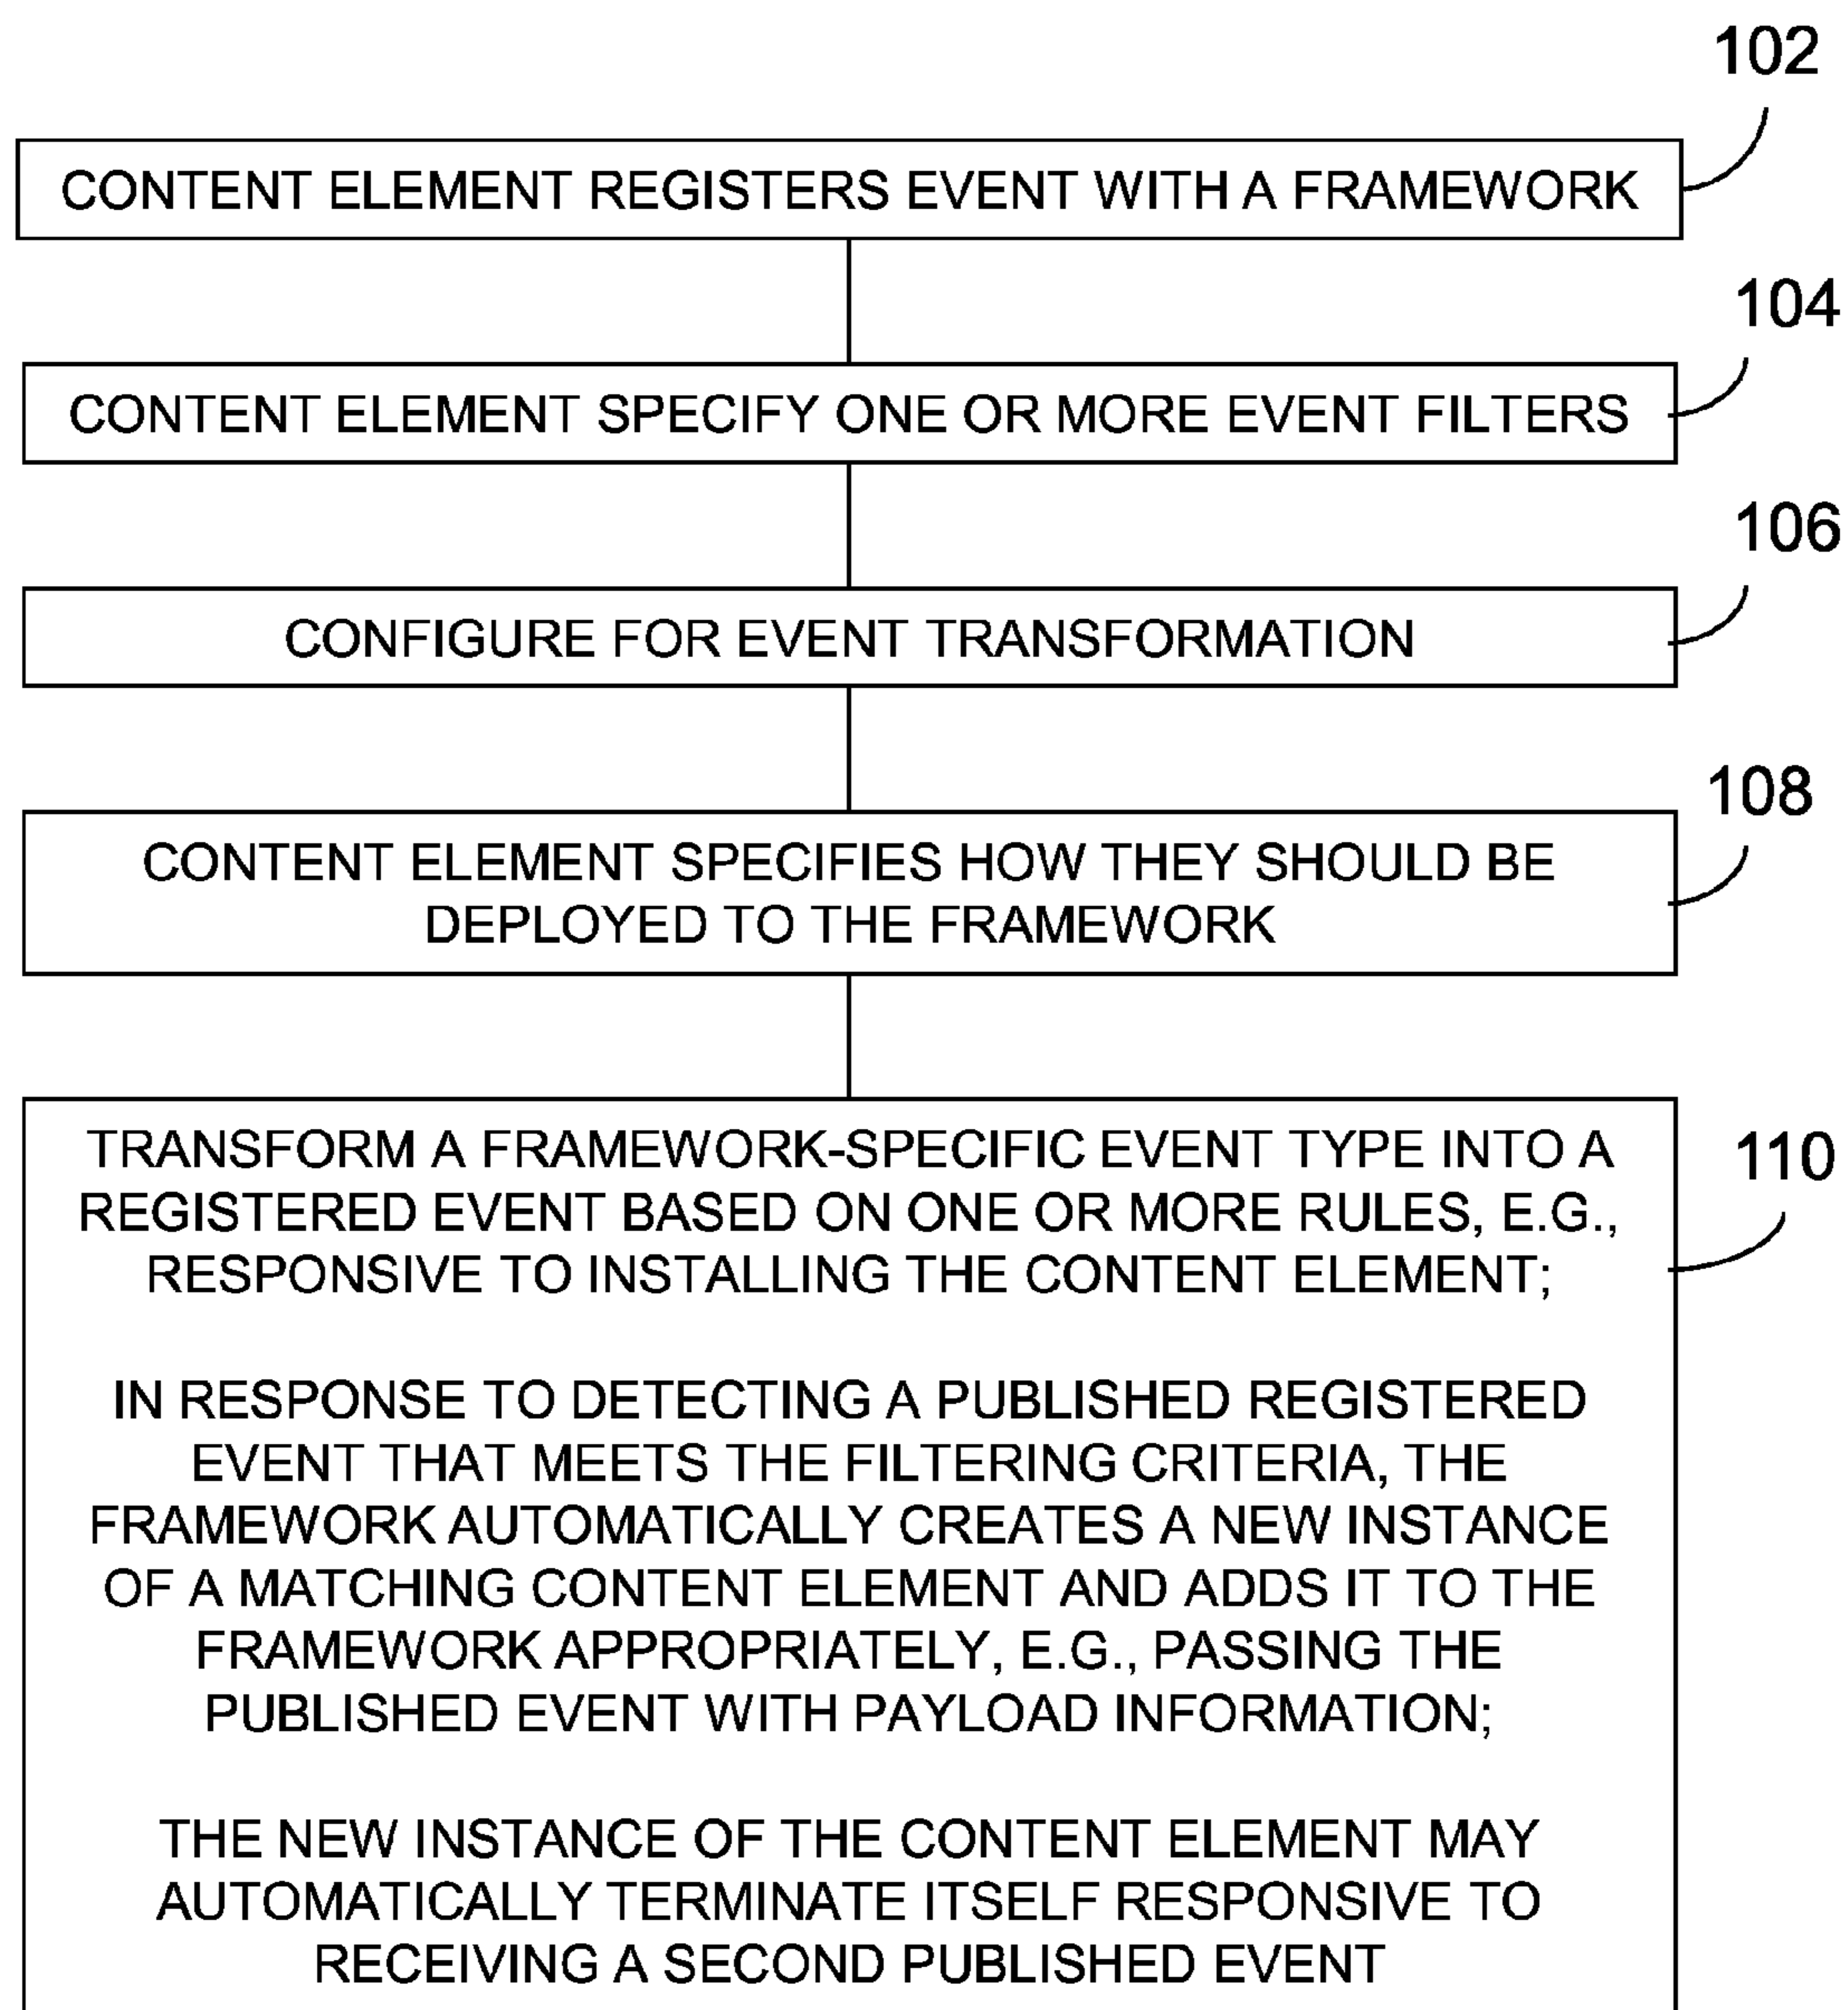 102
CONTENT ELEMENT REGISTERS EVENT WITH A FRAMEWORK
104
CONTENT ELEMENT SPECIFY ONE OR MORE EVENT FILTERS
106
CONFIGURE FOR EVENT TRANSFORMATION
108
CONTENT ELEMENT SPECIFIES HOW THEY SHOULD BE
DEPLOYED TO THE FRAMEWORK
110
TRANSFORM A FRAMEWORK-SPECIFIC EVENT TYPE INTO A
REGISTERED EVENT BASED ON ONE OR MORE RULES, E.G.,
RESPONSIVE TO INSTALLING THE CONTENT ELEMENT;
IN RESPONSE TO DETECTING A PUBLISHED REGISTERED
EVENT THAT MEETS THE FILTERING CRITERIA, THE
FRAMEWORK AUTOMATICALLY CREATES A NEW INSTANCE
OF A MATCHING CONTENT ELEMENT AND ADDS IT TO THE
FRAMEWORK APPROPRIATELY, E.G., PASSING THE
PUBLISHED EVENT WITH PAYLOAD INFORMATION;
THE NEW INSTANCE OF THE CONTENT ELEMENT MAY
AUTOMATICALLY TERMINATE ITSELF RESPONSIVE TO
RECEIVING A SECOND PUBLISHED EVENT